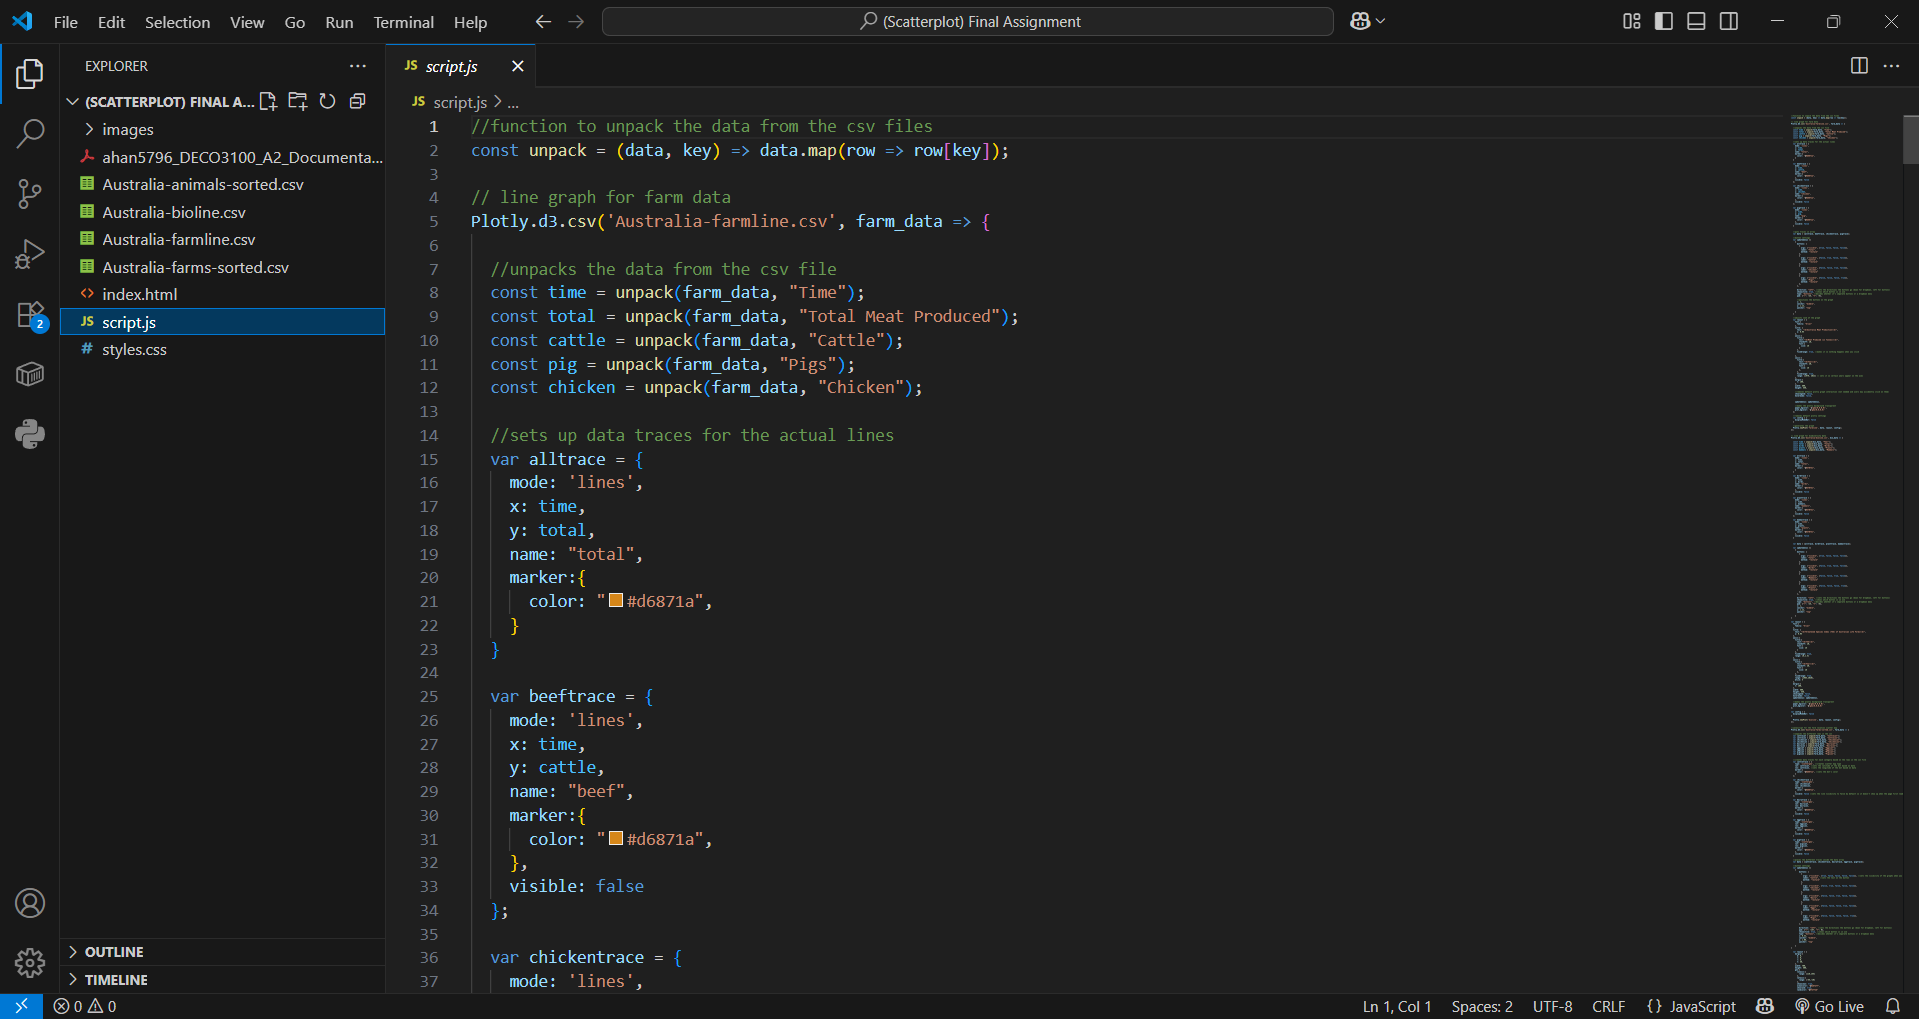 File Edit Selection View Go Run Terminal Help
(Scatterplot) Final Assignment
EXPLORER
(SCATTERPLOT) FINAL A...
images
ahan5796_DECO3100_A2_Documenta...
Australia-animals-sorted.csv
Australia-bioline.csv
Australia-farmline.csv
Australia-farms-sorted.csv
<> index.html
JS script.js
# styles.css
2
OUTLINE
TIMELINE
JS script.js
JS script.js > ...
1 //function to unpack the data from the csv files
2 const unpack = (data, key) => data.map(row => row[key]);
3
4 // line graph for farm data
5 Plotly.d3.csv('Australia-farmline.csv', farm_data => {
6
7 //unpacks the data from the csv file
8 const time = unpack(farm_data, "Time");
9 const total = unpack(farm_data, "Total Meat Produced");
10 const cattle = unpack(farm_data, "Cattle");
11 const pig = unpack(farm_data, "Pigs");
12 const chicken = unpack(farm_data, "Chicken");
13
14 //sets up data traces for the actual lines
15 var alltrace = {
16 mode: 'lines',
17 x: time,
18 y: total,
19 name: "total",
20 marker:{
21 color: "#d6871a",
22 }
23 }
24
25 var beeftrace = {
26 mode: 'lines',
27 x: time,
28 y: cattle,
29 name: "beef",
30 marker:{
31 color: "#d6871a",
32 },
33 visible: false
34 };
35
36 var chickentrace = {
37 mode: 'lines',
0 0
Ln 1, Col 1 Spaces: 2 UTF-8 CRLF {} JavaScript Go Live